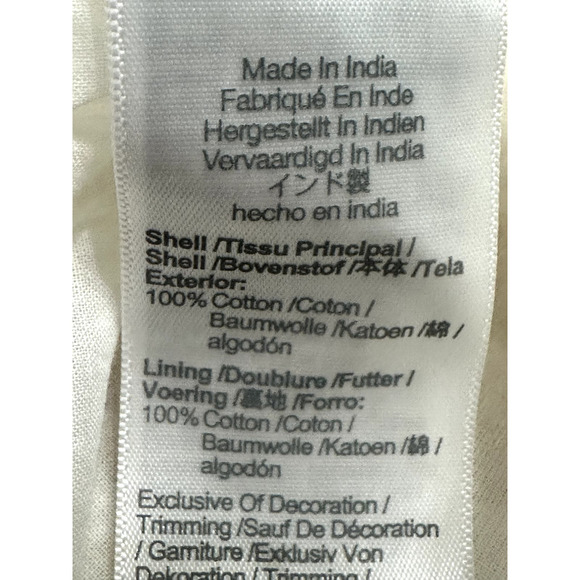 Made In India
Fabriqué En Inde
Hergestellt In Indien
Vervaardigd In India
インド製
hecho en india
Shell /Tissu Principal /
Shell /Bovenstof /本体 /Tela
Exterior:
100% Cotton /Coton /
Baumwolle /Katoen /綿 /
algodón
Lining /Doublure /Futter /
Voering /裏地 /Forro:
100% Cotton /Coton /
Baumwolle /Katoen /綿 /
algodón
Exclusive Of Decoration /
Trimming /Sauf De Décoration
/ Garniture /Exklusiv Von
Dekoration / Trimming /